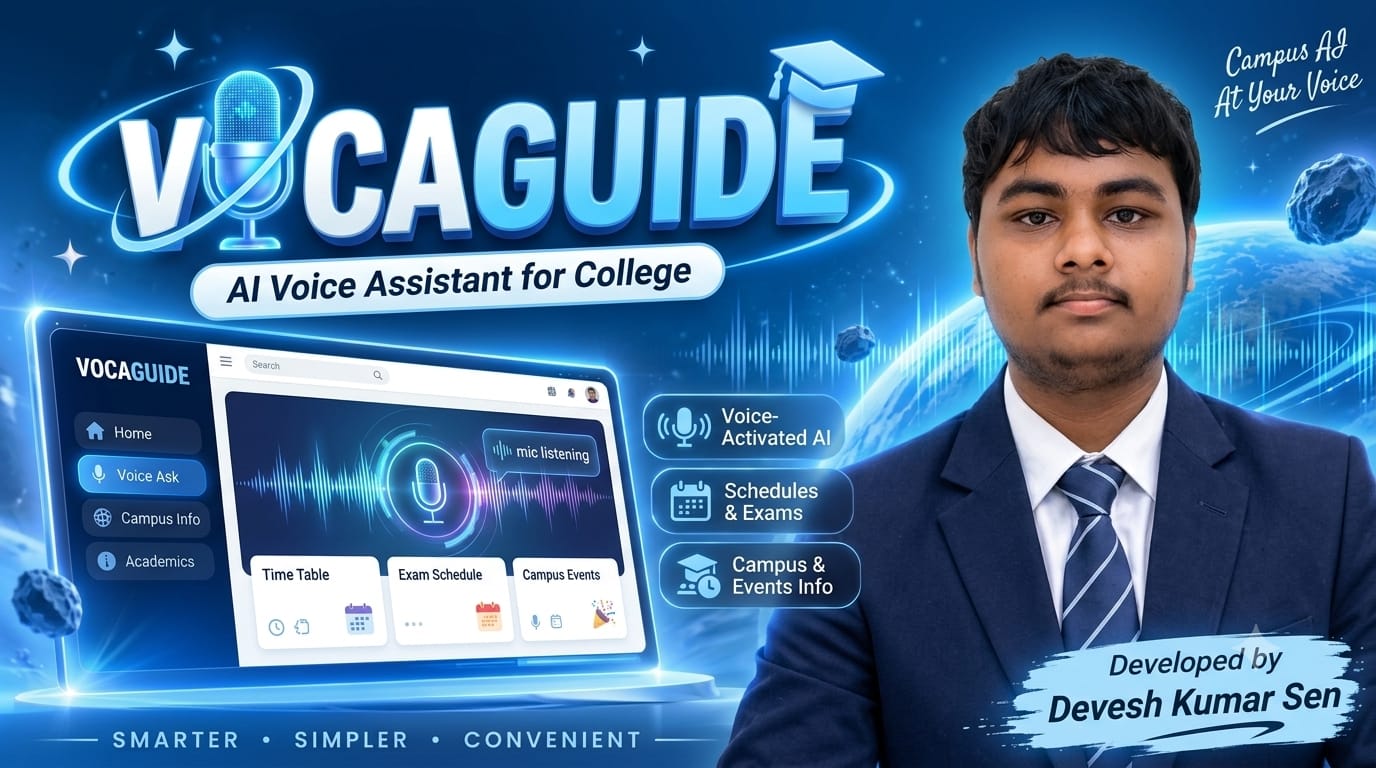 VOCAGUIDE
Campus AI
At Your Voice
AI Voice Assistant for College
VOCAGUIDE
Search
Home
Voice Ask
Campus Info
Academics
mic listening
Time Table
Exam Schedule
Campus Events
Voice-
Activated AI
Schedules
& Exams
Campus &
Events Info
Developed by
Devesh Kumar Sen
SMARTER • SIMPLER • CONVENIENT